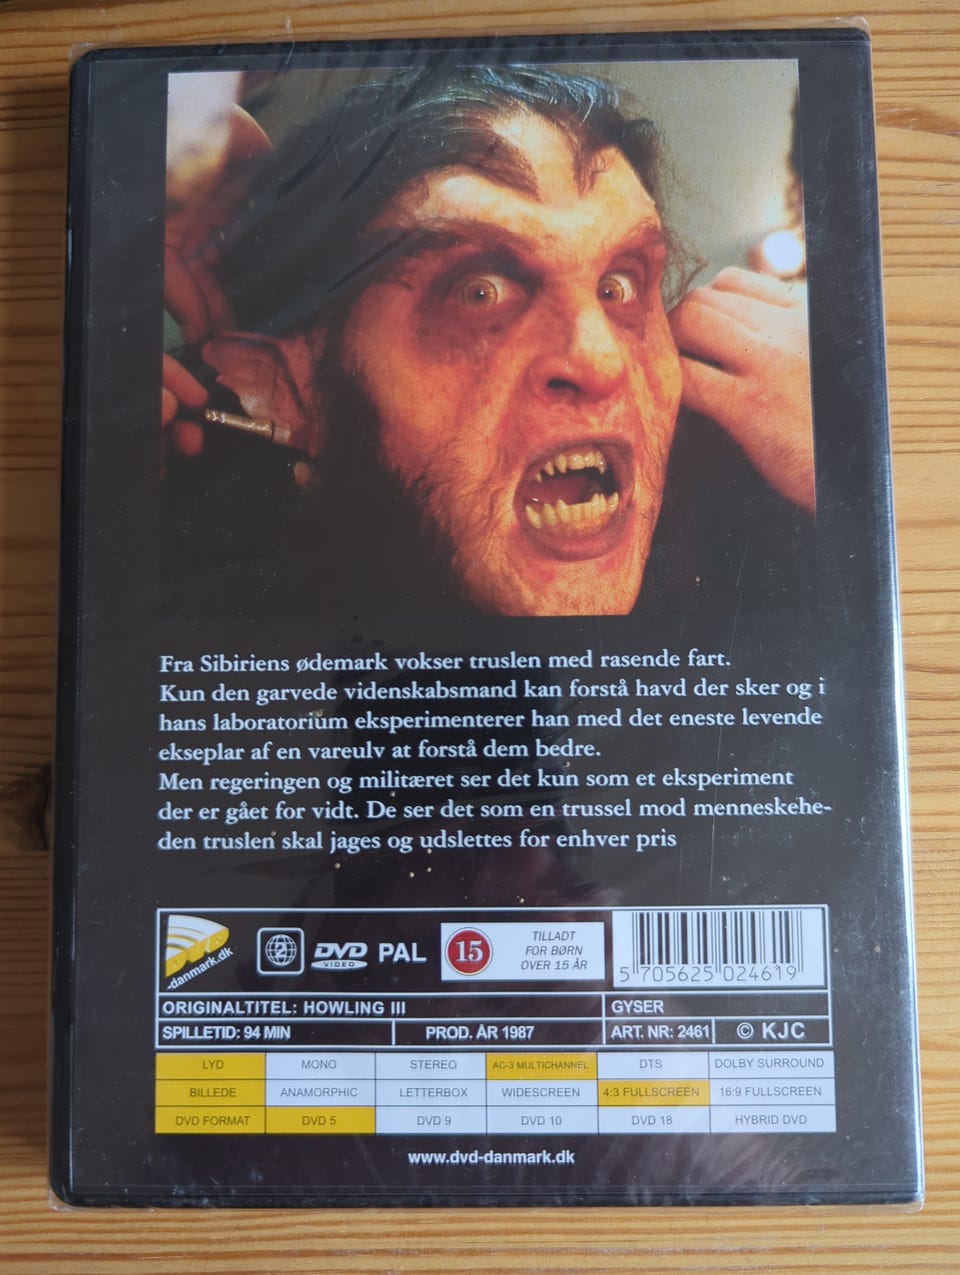 Fra Sibiriens ødemark vokser truslen med rasende fart.
Kun den garvede videnskabsmand kan forstå havd der sker og i
hans laboratorium eksperimenterer han med det eneste levende
ekseplar af en vareulv at forstå dem bedre.
Men regeringen og militæret ser det kun som et eksperiment
der er gået for vidt. De ser det som en trussel mod menneskehe-
den truslen skal jages og udslettes for enhver pris
DVD
-danmark.dk
2
DVD
VIDEO
PAL
15
TILLADT
FOR BØRN
OVER 15 ÅR
5 705625 024619
ORIGINALTITEL: HOWLING III
GYSER
SPILLETID: 94 MIN
PROD. ÅR 1987
ART. NR: 2461
© KJC
LYD MONO STEREO AC-3 MULTICHANNEL DTS DOLBY SURROUND
BILLEDE ANAMORPHIC LETTERBOX WIDESCREEN 4:3 FULLSCREEN 16:9 FULLSCREEN
DVD FORMAT DVD 5 DVD 9 DVD 10 DVD 18 HYBRID DVD
www.dvd-danmark.dk